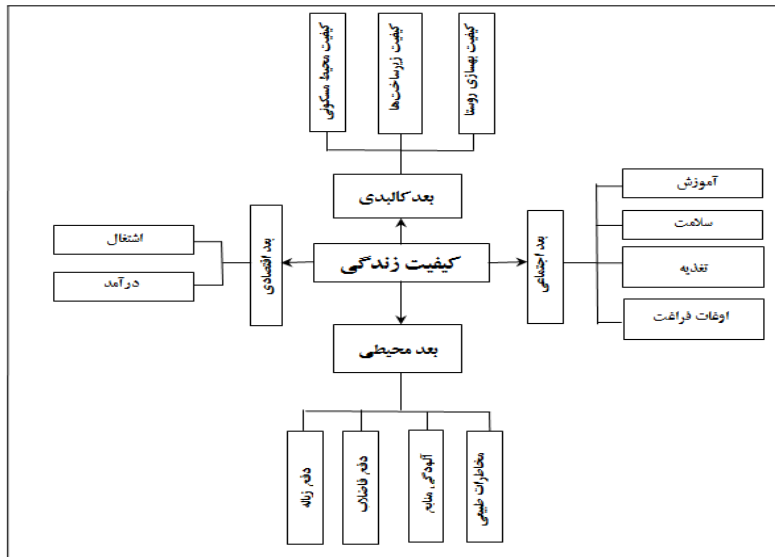 کیفیت محیط مسکونی
کیفیت زیرساخت‌ها
کیفیت بهسازی روستا
بعد کالبدی
آموزش
سلامت
تغذیه
اوغات فراغت
بعد اجتماعی
کیفیت زندگی
بعد اقتصادی
اشتغال
درآمد
بعد محیطی
مخاطرات طبیعی
آلودگی منابع
دفع فاضلاب
دفع زباله